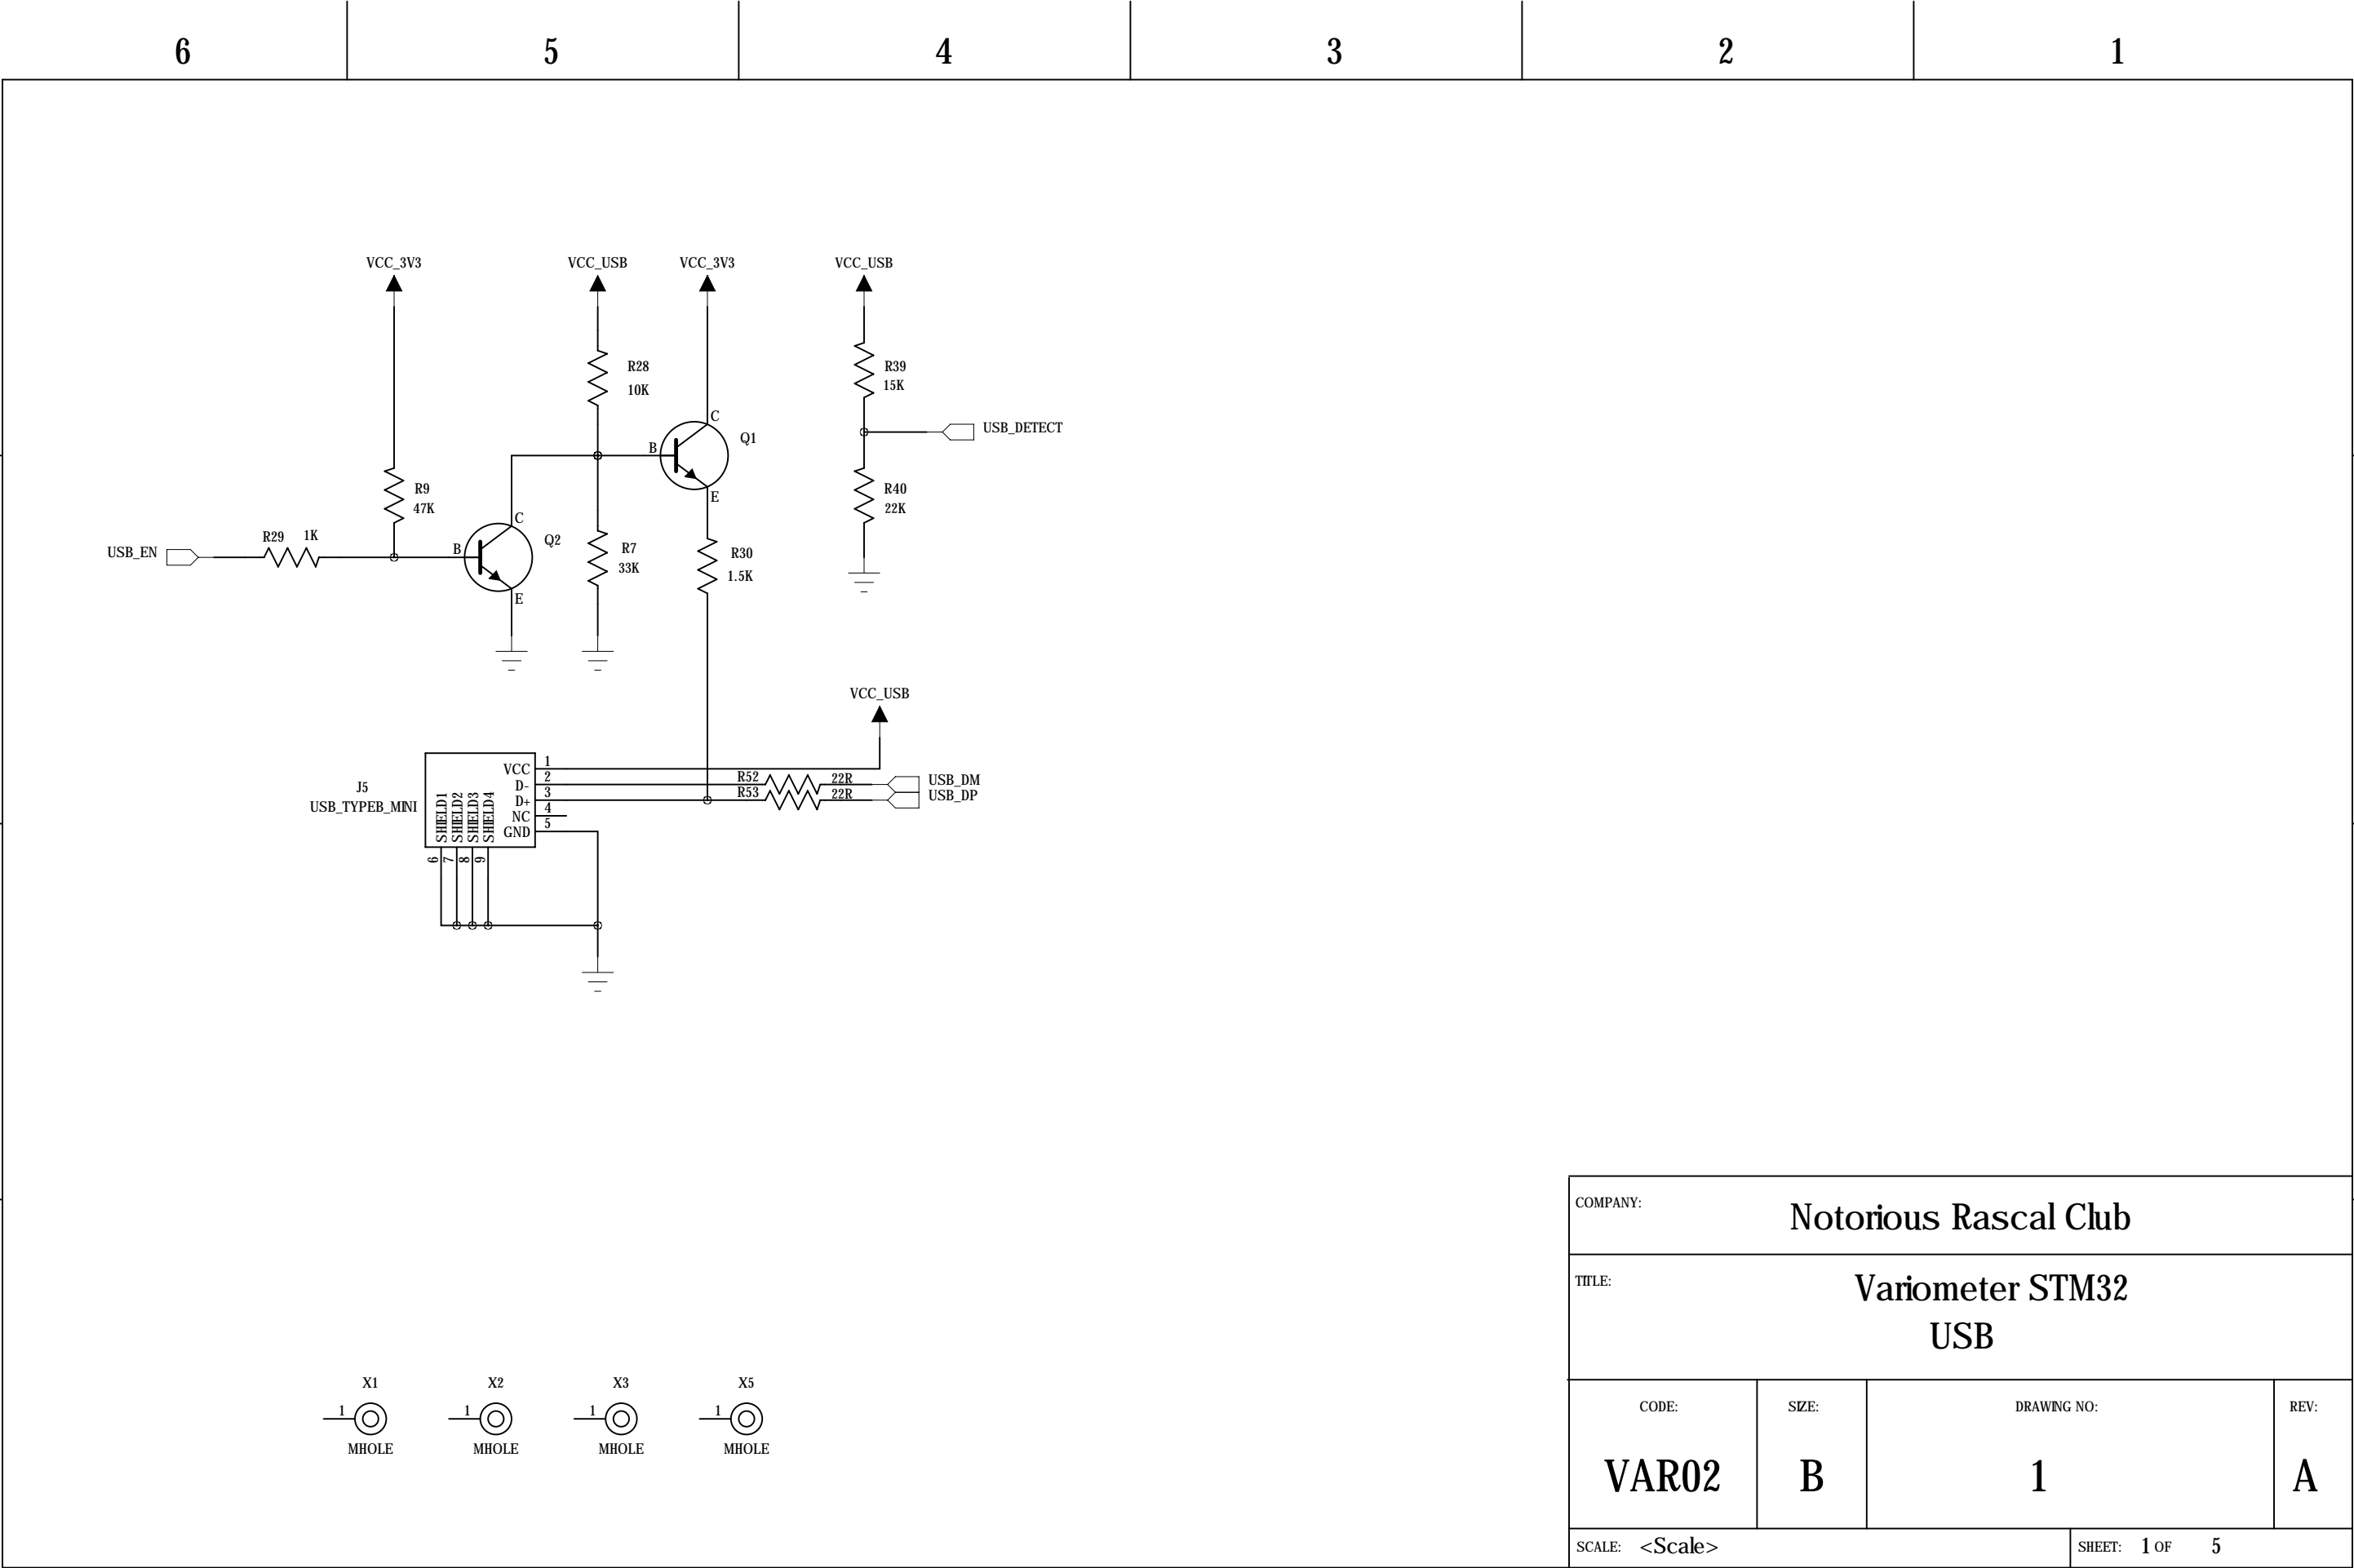 6 5 4 3 2 1
VCC_3V3 VCC_USB VCC_3V3 VCC_USB
R28
10K
R39
15K
C
Q1
B
E
USB_DETECT
R9
47K
R40
22K
USB_EN
R29 1K
C
Q2
B
E
R7
33K
R30
1.5K
VCC_USB
J5
USB_TYPEB_MINI
VCC 1
D- 2
D+ 3
NC 4
GND 5
SHIELD1
SHIELD2
SHIELD3
SHIELD4
6
7
8
9
R52 22R USB_DM
R53 22R USB_DP
X1 X2 X3 X5
1 1 1 1
MHOLE MHOLE MHOLE MHOLE
COMPANY: Notorious Rascal Club
TITLE: Variometer STM32
USB
CODE: SIZE: DRAWING NO: REV:
VAR02 B 1 A
SCALE: <Scale> SHEET: 1 OF 5